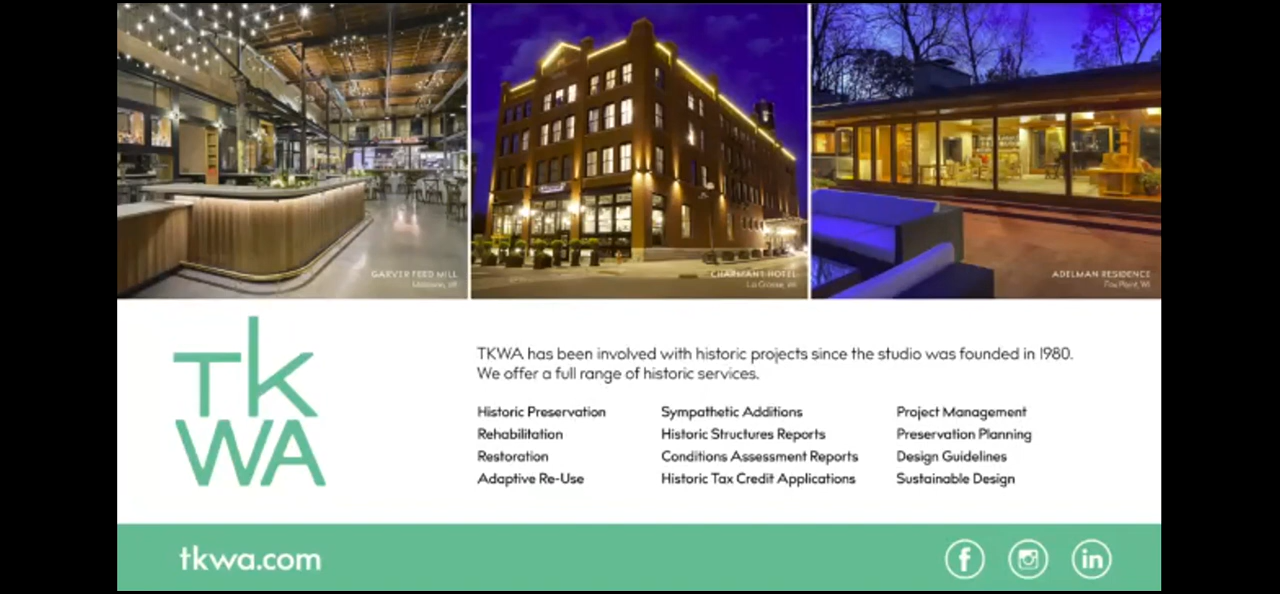 GARVER FEED MILL
Madison, WI
CHARMANT HOTEL
La Crosse, WI
ADELMAN RESIDENCE
Fox Point, WI
TK
WA
TKWA has been involved with historic projects since the studio was founded in 1980.
We offer a full range of historic services.
Historic Preservation
Rehabilitation
Restoration
Adaptive Re-Use
Sympathetic Additions
Historic Structures Reports
Conditions Assessment Reports
Historic Tax Credit Applications
Project Management
Preservation Planning
Design Guidelines
Sustainable Design
tkwa.com
f
in